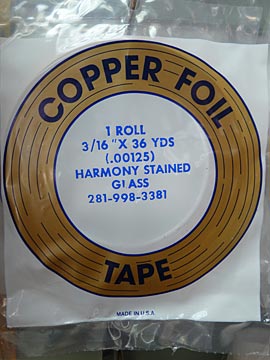 COPPER FOIL
1 ROLL
3/16 "X 36 YDS
(.00125)
HARMONY STAINED
GLASS
281-998-3381
TAPE
MADE IN U.S.A.